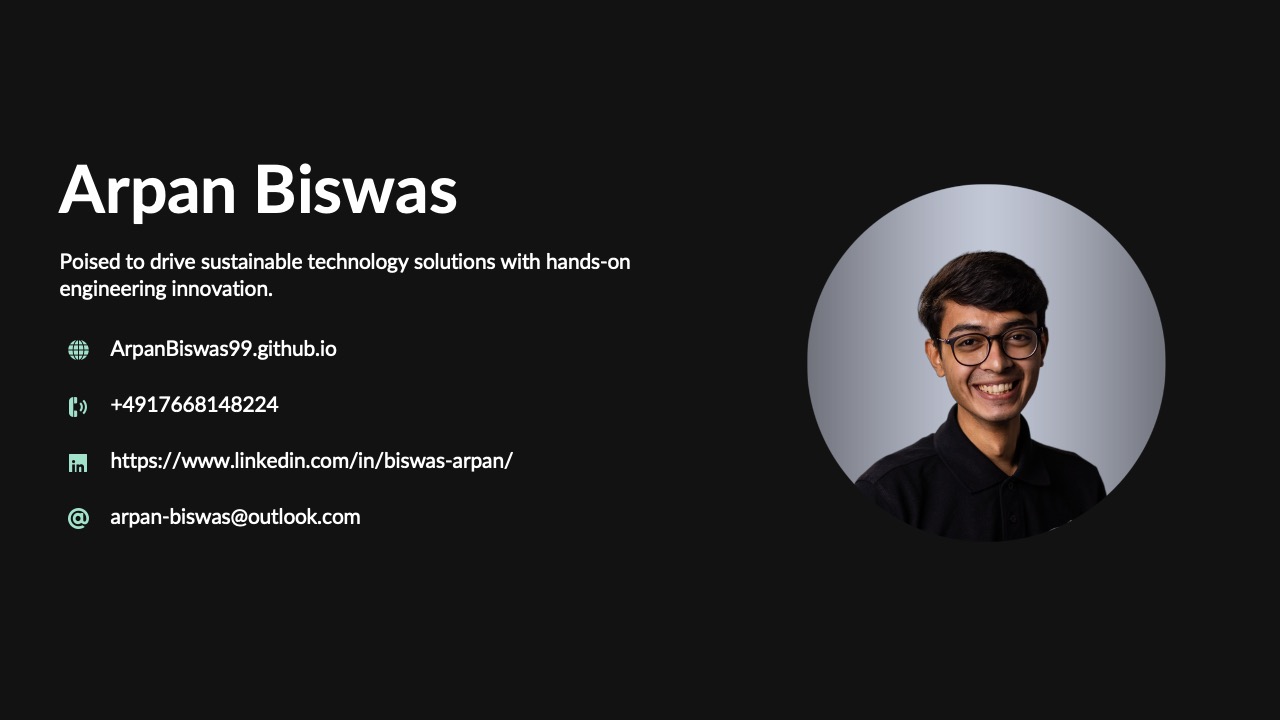 Arpan Biswas
Poised to drive sustainable technology solutions with hands-on
engineering innovation.
ArpanBiswas99.github.io
+4917668148224
https://www.linkedin.com/in/biswas-arpan/
arpan-biswas@outlook.com